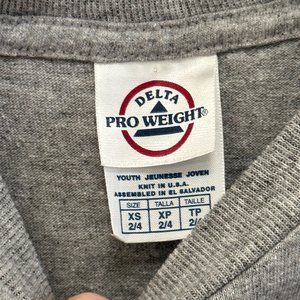 DELTA
PRO WEIGHT®
YOUTH JEUNESSE JOVEN
KNIT IN U.S.A.
ASSEMBLED IN EL SALVADOR
SIZE TALLA TAILLE
XS XP TP
2/4 2/4